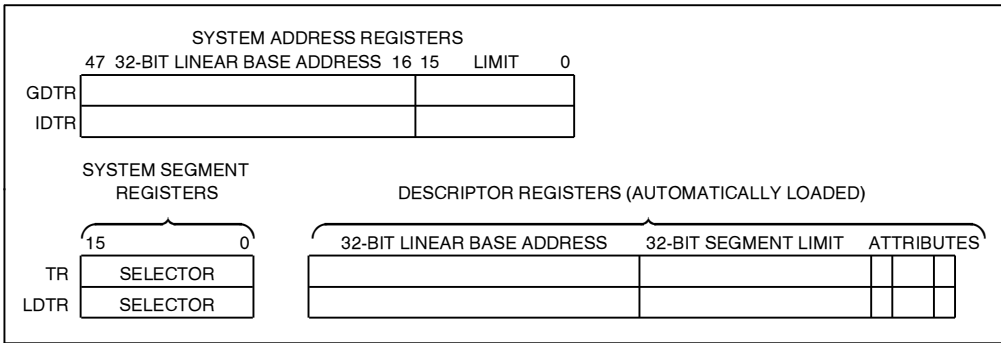 SYSTEM ADDRESS REGISTERS
47 32-BIT LINEAR BASE ADDRESS 16 15 LIMIT 0
GDTR
IDTR
SYSTEM SEGMENT
REGISTERS
DESCRIPTOR REGISTERS (AUTOMATICALLY LOADED)
15 0 32-BIT LINEAR BASE ADDRESS 32-BIT SEGMENT LIMIT ATTRIBUTES
TR SELECTOR
LDTR SELECTOR